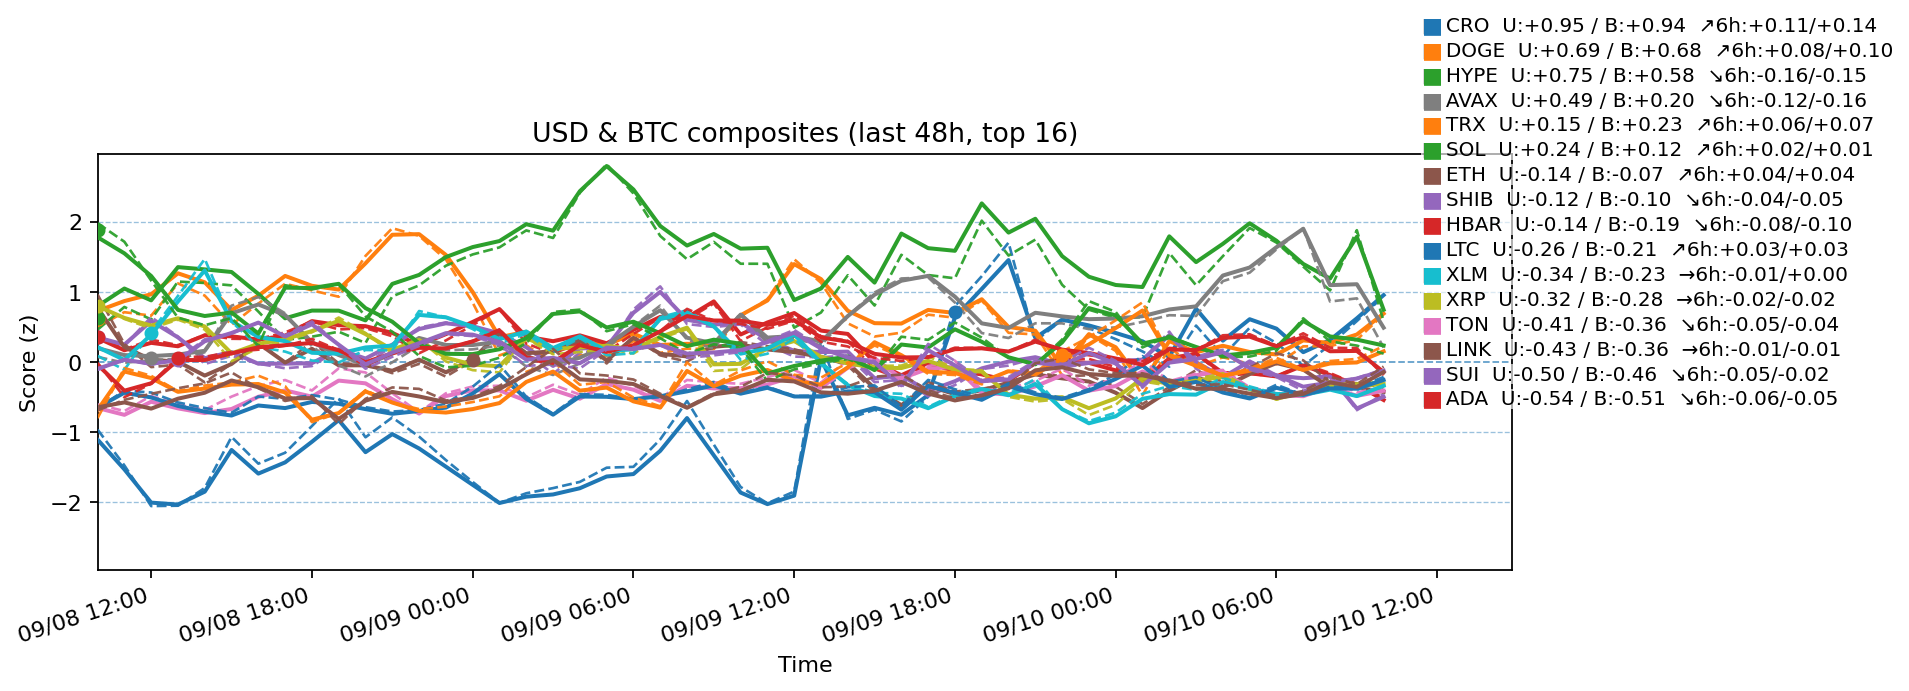 CRO  U:+0.95 / B:+0.94  ↗6h:+0.11/+0.14
DOGE  U:+0.69 / B:+0.68  ↗6h:+0.08/+0.10
HYPE  U:+0.75 / B:+0.58  ↘6h:-0.16/-0.15
AVAX  U:+0.49 / B:+0.20  ↘6h:-0.12/-0.16
TRX  U:+0.15 / B:+0.23  ↗6h:+0.06/+0.07
SOL  U:+0.24 / B:+0.12  ↗6h:+0.02/+0.01
ETH  U:-0.14 / B:-0.07  ↗6h:+0.04/+0.04
SHIB  U:-0.12 / B:-0.10  ↘6h:-0.04/-0.05
HBAR  U:-0.14 / B:-0.19  ↘6h:-0.08/-0.10
LTC  U:-0.26 / B:-0.21  ↗6h:+0.03/+0.03
XLM  U:-0.34 / B:-0.23  →6h:-0.01/+0.00
XRP  U:-0.32 / B:-0.28  →6h:-0.02/-0.02
TON  U:-0.41 / B:-0.36  ↘6h:-0.05/-0.04
LINK  U:-0.43 / B:-0.36  →6h:-0.01/-0.01
SUI  U:-0.50 / B:-0.46  ↘6h:-0.05/-0.02
ADA  U:-0.54 / B:-0.51  ↘6h:-0.06/-0.05
USD & BTC composites (last 48h, top 16)
Score (z)
2
1
0
−1
−2
09/08 12:00
09/08 18:00
09/09 00:00
09/09 06:00
09/09 12:00
09/09 18:00
09/10 00:00
09/10 06:00
09/10 12:00
Time